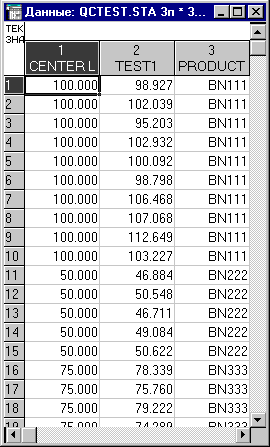 Данные: QCTEST.STA 3п * 3...
ТЕК
ЗНА
1 2 3
CENTER L TEST1 PRODUCT
1 100.000 98.927 BN111
2 100.000 102.039 BN111
3 100.000 95.203 BN111
4 100.000 102.932 BN111
5 100.000 100.092 BN111
6 100.000 98.798 BN111
7 100.000 106.468 BN111
8 100.000 107.068 BN111
9 100.000 112.649 BN111
10 100.000 103.227 BN111
11 50.000 46.884 BN222
12 50.000 50.548 BN222
13 50.000 46.711 BN222
14 50.000 49.084 BN222
15 50.000 50.622 BN222
16 75.000 78.339 BN333
17 75.000 75.760 BN333
18 75.000 79.222 BN333
19 75.000 74.289 BN333